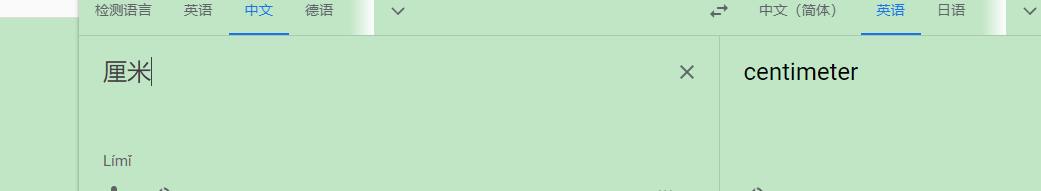 检测语言 英语 中文 德语 中文（简体） 英语 日语
厘米 centimeter
Límǐ